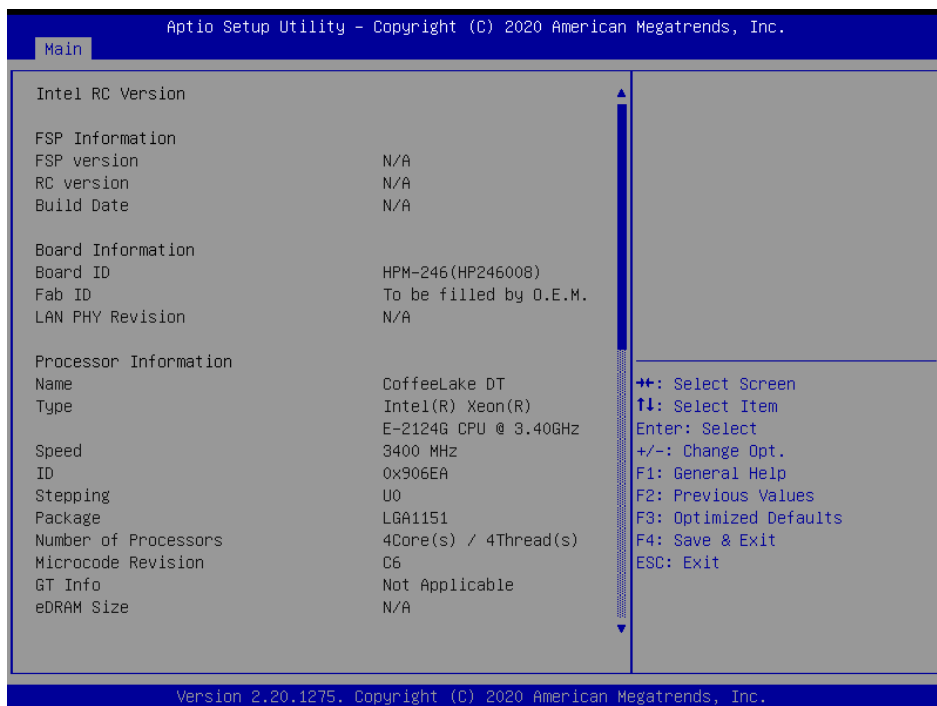 Aptio Setup Utility – Copyright (C) 2020 American Megatrends, Inc.
Main
Intel RC Version
FSP Information
FSP version N/A
RC version N/A
Build Date N/A
Board Information
Board ID HPM-246(HP246008)
Fab ID To be filled by O.E.M.
LAN PHY Revision N/A
Processor Information
Name CoffeeLake DT
Type Intel(R) Xeon(R)
E-2124G CPU @ 3.40GHz
Speed 3400 MHz
ID 0x906EA
Stepping U0
Package LGA1151
Number of Processors 4Core(s) / 4Thread(s)
Microcode Revision C6
GT Info Not Applicable
eDRAM Size N/A
→←: Select Screen
↑↓: Select Item
Enter: Select
+/-: Change Opt.
F1: General Help
F2: Previous Values
F3: Optimized Defaults
F4: Save & Exit
ESC: Exit
Version 2.20.1275. Copyright (C) 2020 American Megatrends, Inc.